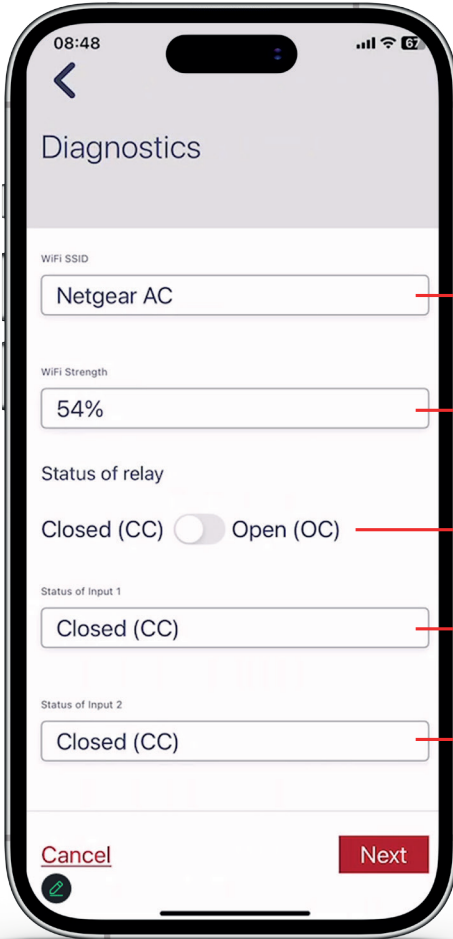 08:48
67
Diagnostics
WiFi SSID
Netgear AC
WiFi Strength
54%
Status of relay
Closed (CC) Open (OC)
Status of Input 1
Closed (CC)
Status of Input 2
Closed (CC)
Cancel Next